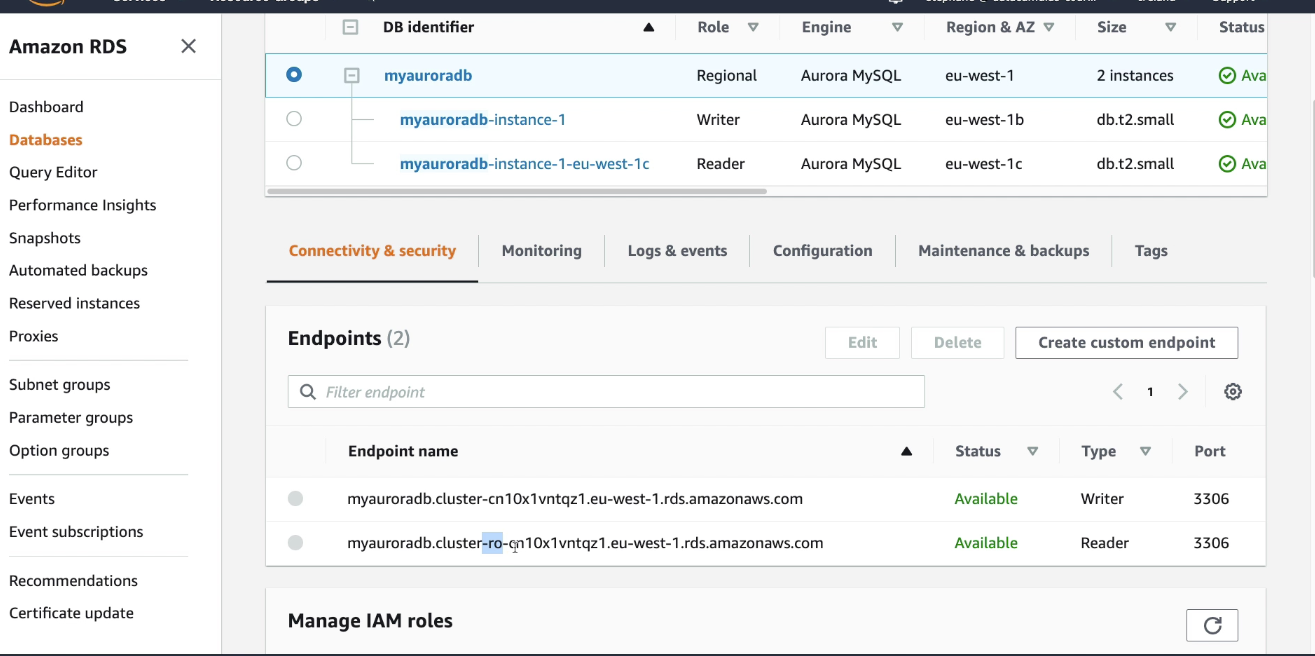 Amazon RDS
Dashboard
Databases
Query Editor
Performance Insights
Snapshots
Automated backups
Reserved instances
Proxies
Subnet groups
Parameter groups
Option groups
Events
Event subscriptions
Recommendations
Certificate update
DB identifier Role Engine Region & AZ Size Status
myauroradb Regional Aurora MySQL eu-west-1 2 instances Ava
myauroradb-instance-1 Writer Aurora MySQL eu-west-1b db.t2.small Ava
myauroradb-instance-1-eu-west-1c Reader Aurora MySQL eu-west-1c db.t2.small Ava
Connectivity & security Monitoring Logs & events Configuration Maintenance & backups Tags
Endpoints (2) Edit Delete Create custom endpoint
Filter endpoint 1
Endpoint name Status Type Port
myauroradb.cluster-cn10x1vntqz1.eu-west-1.rds.amazonaws.com Available Writer 3306
myauroradb.cluster-ro-cn10x1vntqz1.eu-west-1.rds.amazonaws.com Available Reader 3306
Manage IAM roles